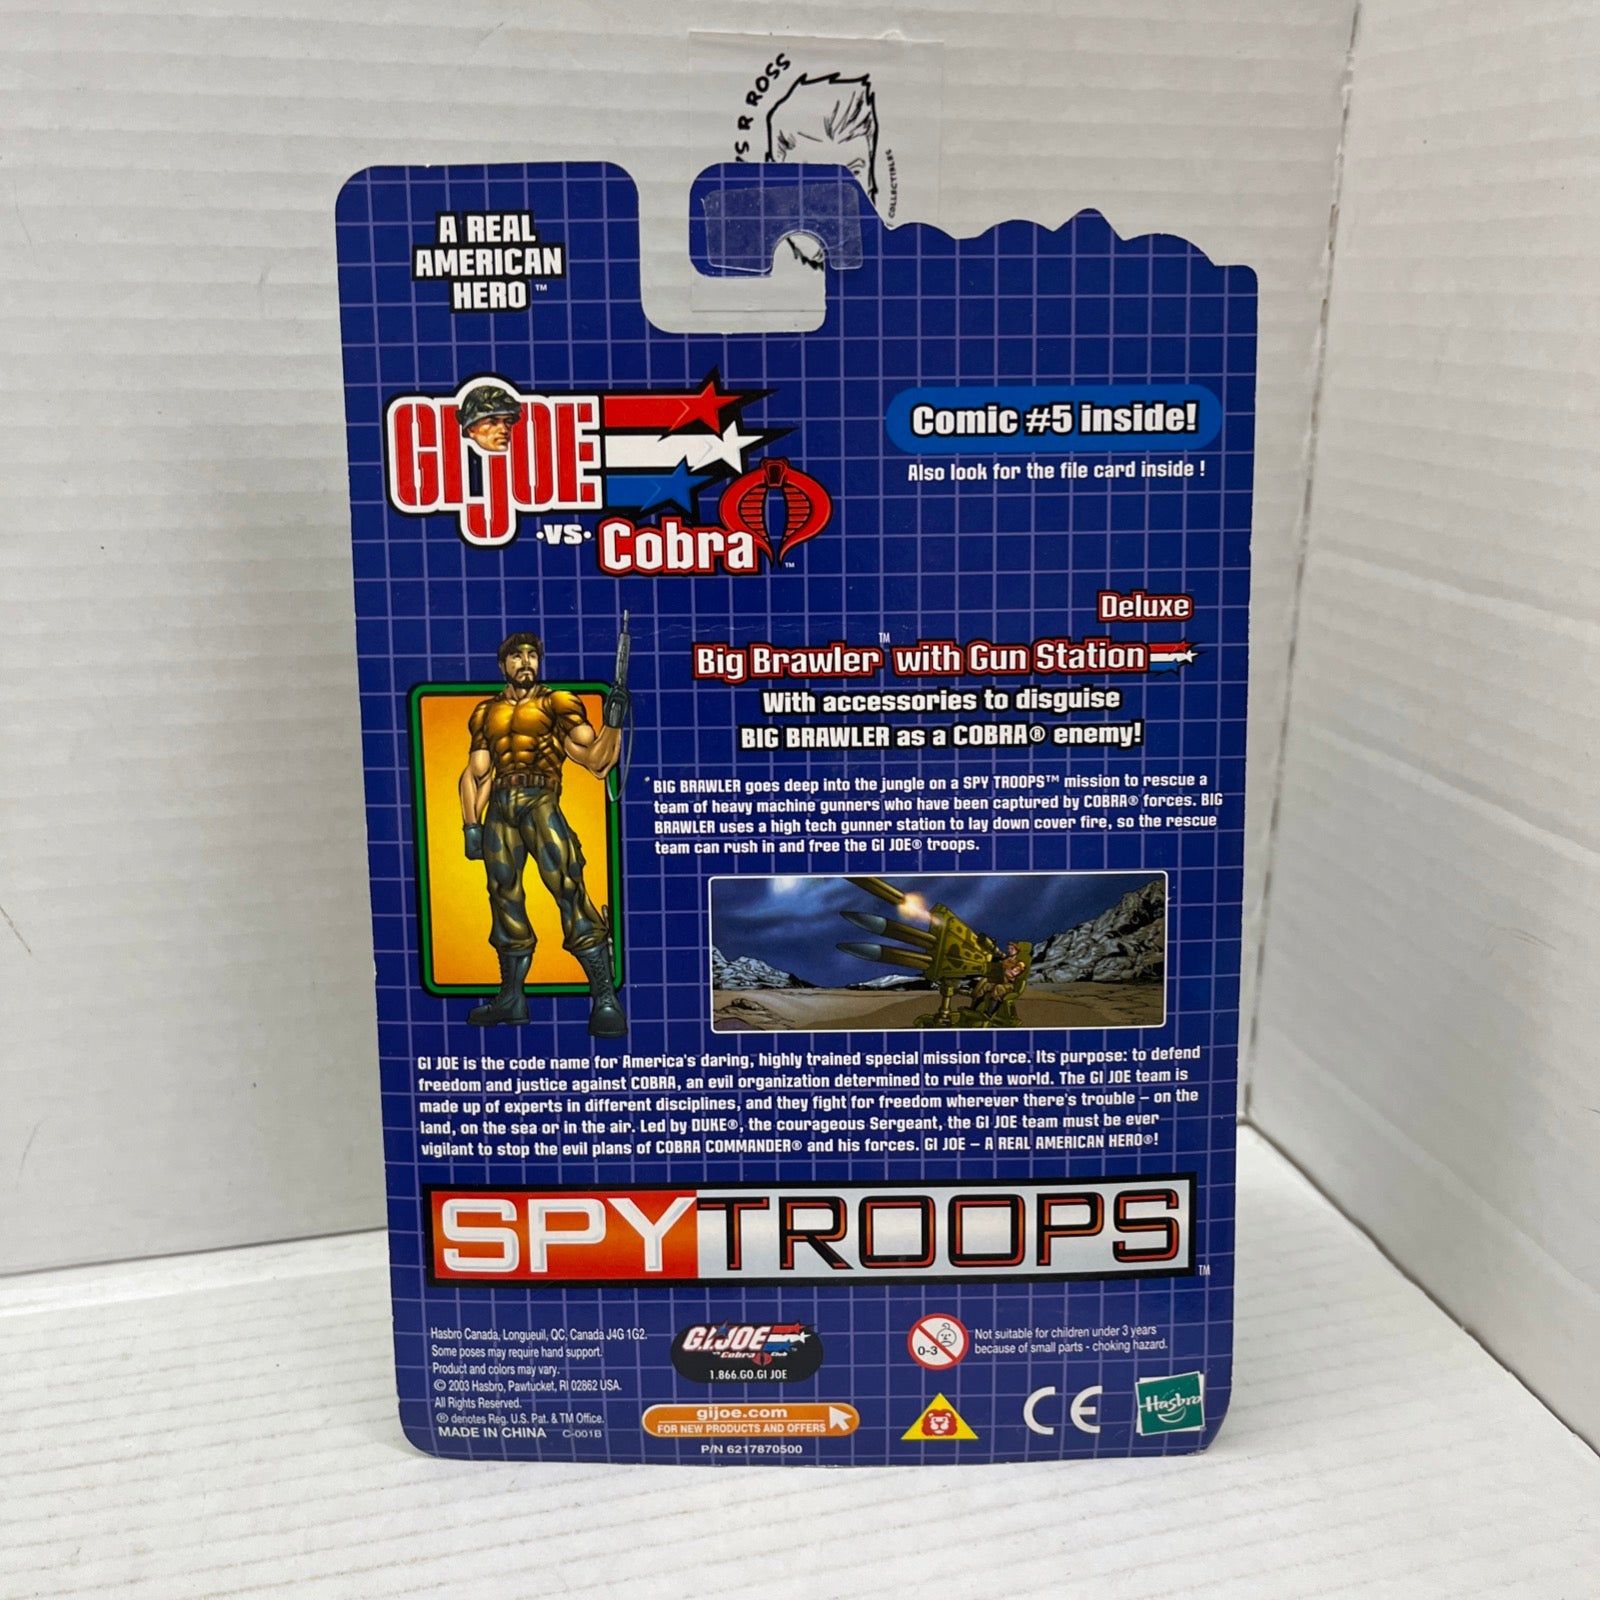 R ROSS
COLLECTIBLES
A REAL
AMERICAN
HERO™
GI JOE
·VS· Cobra™
Comic #5 inside!
Also look for the file card inside !
Deluxe
Big Brawler™ with Gun Station
With accessories to disguise
BIG BRAWLER as a COBRA® enemy!
BIG BRAWLER goes deep into the jungle on a SPY TROOPS™ mission to rescue a
team of heavy machine gunners who have been captured by COBRA® forces. BIG
BRAWLER uses a high tech gunner station to lay down cover fire, so the rescue
team can rush in and free the GI JOE® troops.
GI JOE is the code name for America's daring, highly trained special mission force. Its purpose: to defend
freedom and justice against COBRA, an evil organization determined to rule the world. The GI JOE team is
made up of experts in different disciplines, and they fight for freedom wherever there's trouble – on the
land, on the sea or in the air. Led by DUKE®, the courageous Sergeant, the GI JOE team must be ever
vigilant to stop the evil plans of COBRA COMMANDER® and his forces. GI JOE – A REAL AMERICAN HERO®!
SPYTROOPS™
Hasbro Canada, Longueuil, QC, Canada J4G 1G2.
Some poses may require hand support.
Product and colors may vary.
© 2003 Hasbro, Pawtucket, RI 02862 USA.
All Rights Reserved.
® denotes Reg. U.S. Pat. & TM Office.
MADE IN CHINA C-001B
G.I. JOE
vs Cobra Club
1.866.GO.GI JOE
gijoe.com
FOR NEW PRODUCTS AND OFFERS
P/N 6217870500
0-3
Not suitable for children under 3 years
because of small parts - choking hazard.
CE
Hasbro